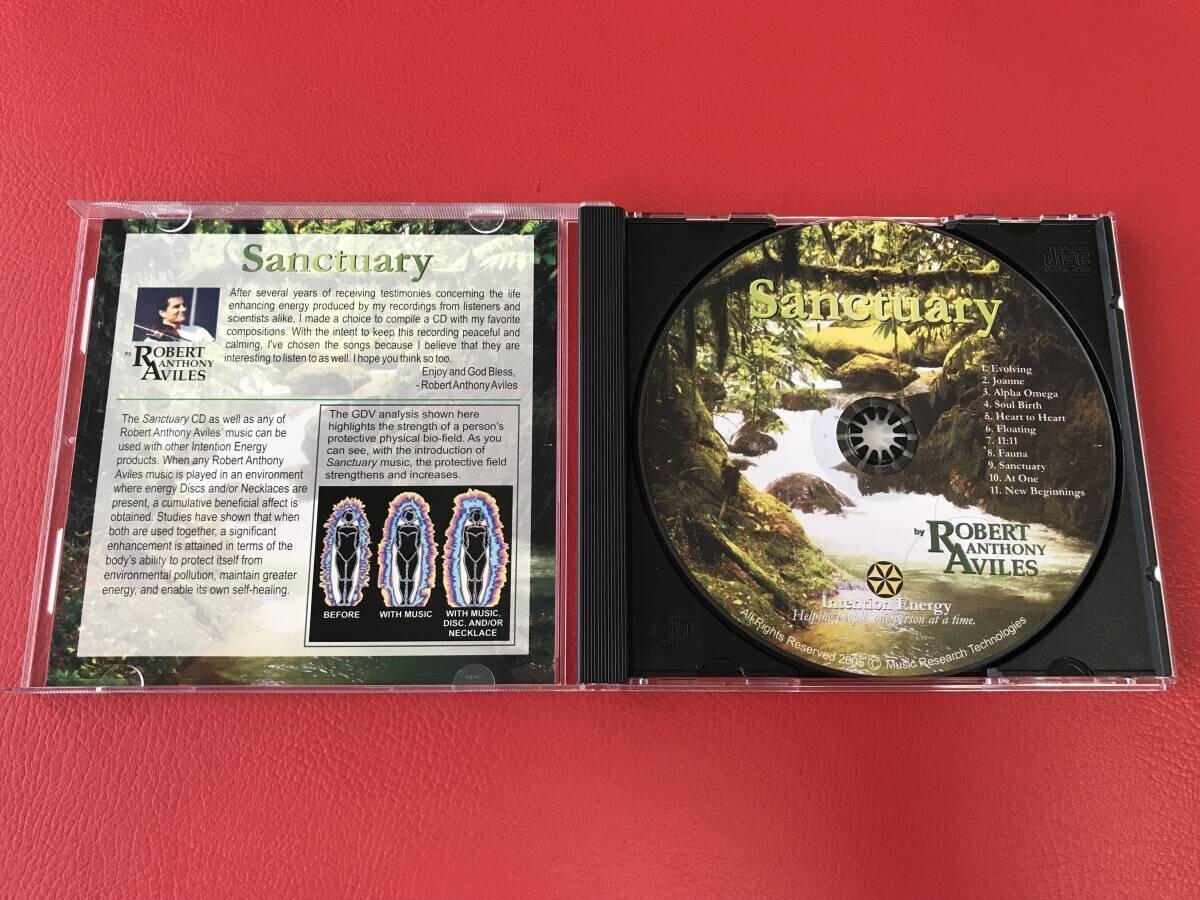 Sanctuary
After several years of receiving testimonies concerning the life
enhancing energy produced by my recordings from listeners and
scientists alike, I made a choice to compile a CD with my favorite
compositions. With the intent to keep this recording peaceful and
calming, I've chosen the songs because I believe that they are
interesting to listen to as well. I hope you think so too.
Enjoy and God Bless,
- Robert Anthony Aviles
by ROBERT
ANTHONY
AVILES
The Sanctuary CD as well as any of
Robert Anthony Aviles' music can be
used with other Intention Energy
products. When any Robert Anthony
Aviles music is played in an environment
where energy Discs and/or Necklaces are
present, a cumulative beneficial affect is
obtained. Studies have shown that when
both are used together, a significant
enhancement is attained in terms of the
body's ability to protect itself from
environmental pollution, maintain greater
energy, and enable its own self-healing.
The GDV analysis shown here
highlights the strength of a person's
protective physical bio-field. As you
can see, with the introduction of
Sanctuary music, the protective field
strengthens and increases.
BEFORE
WITH MUSIC
WITH MUSIC,
DISC, AND/OR
NECKLACE
Sanctuary
1. Evolving
2. Joanne
3. Alpha Omega
4. Soul Birth
5. Heart to Heart
6. Floating
7. 11:11
8. Fauna
9. Sanctuary
10. At One
11. New Beginnings
by ROBERT
ANTHONY
AVILES
Intention Energy
Helping people one person at a time.
All Rights Reserved 2005 © Music Research Technologies
COMPACT
disc
DIGITAL AUDIO